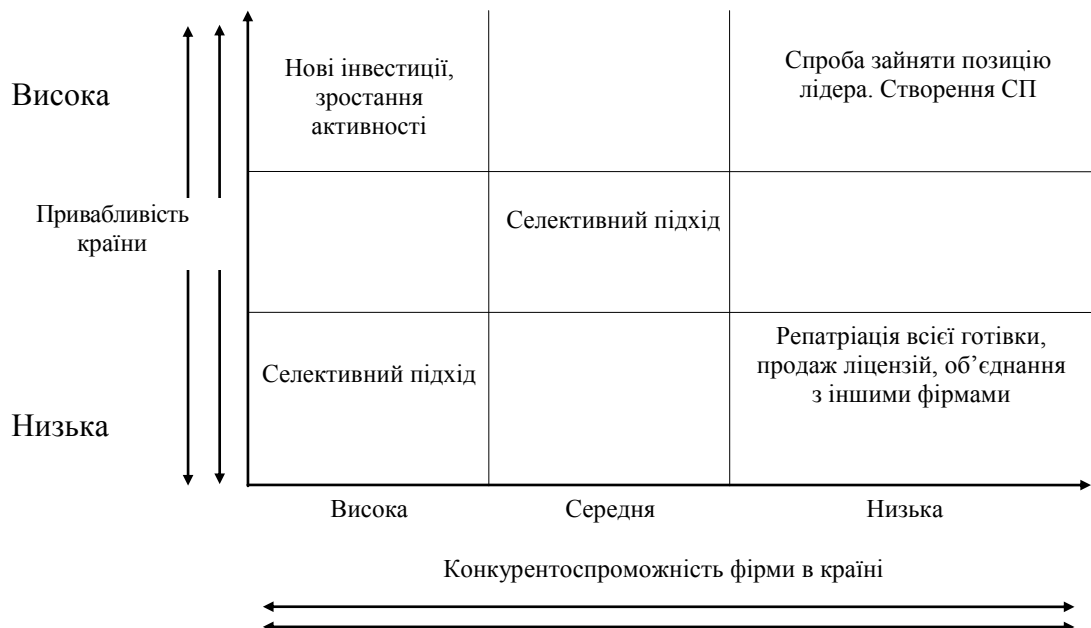 Висока
Нові інвестиції,
зростання
активності
Спроба зайняти позицію
лідера. Створення СП
Привабливість
країни
Селективний підхід
Низька
Селективний підхід
Репатріація всієї готівки,
продаж ліцензій, об’єднання
з іншими фірмами
Висока
Середня
Низька
Конкурентоспроможність фірми в країні